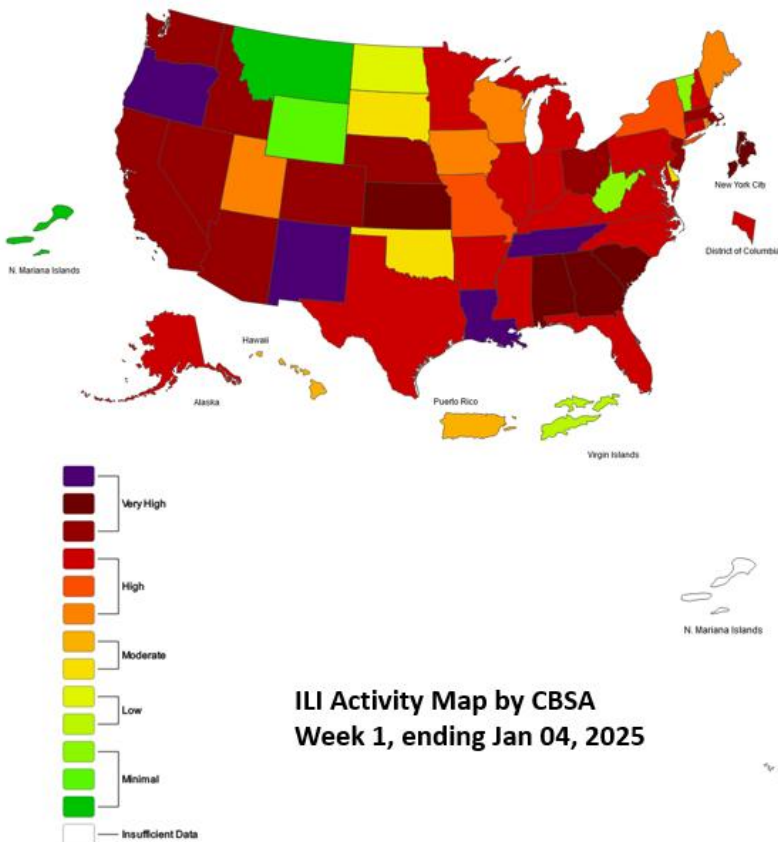 New York City
District of Columbia
N. Mariana Islands
Hawaii
Alaska
Puerto Rico
Virgin Islands
Very High
High
Moderate
Low
Minimal
Insufficient Data
N. Mariana Islands
ILI Activity Map by CBSA
Week 1, ending Jan 04, 2025